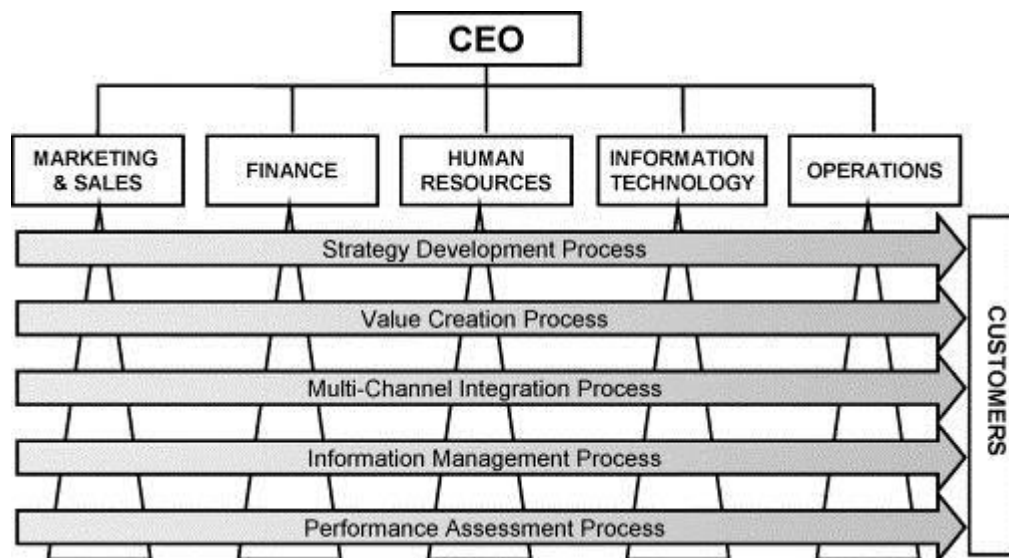 CEO
MARKETING
& SALES
FINANCE
HUMAN
RESOURCES
INFORMATION
TECHNOLOGY
OPERATIONS
Strategy Development Process
Value Creation Process
Multi-Channel Integration Process
Information Management Process
Performance Assessment Process
CUSTOMERS